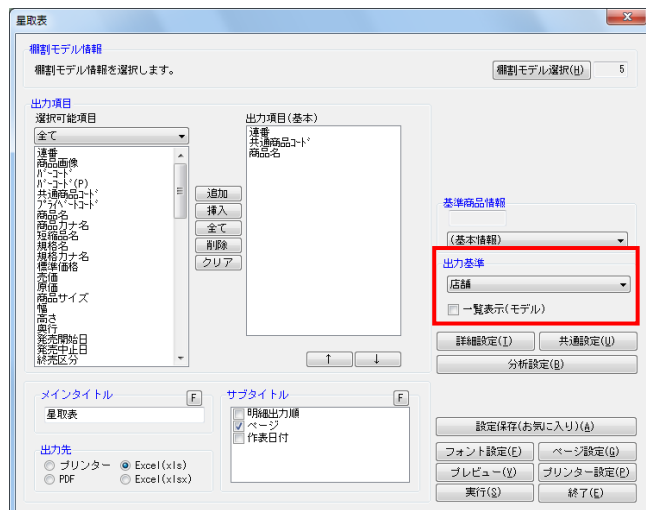 星取表
棚割モデル情報
棚割モデル情報を選択します。
棚割モデル選択(H)
5
出力項目
選択可能項目
全て
連番
商品画像
バーコード
バーコード(P)
共通商品コード
プライベートコード
商品名
商品カナ名
短縮品名
規格名
規格カナ名
標準価格
売価
原価
商品サイズ
幅
高さ
奥行
発売開始日
発売中止日
終売区分
追加
挿入
全て
削除
クリア
出力項目(基本)
連番
共通商品コード
商品名
↑
↓
基準商品情報
(基本情報)
出力基準
店舗
一覧表示(モデル)
詳細設定(I)
共通設定(U)
分析設定(B)
メインタイトル
F
星取表
サブタイトル
F
明細出力順
ページ
作表日付
出力先
プリンター
Excel(xls)
PDF
Excel(xlsx)
設定保存(お気に入り)(A)
フォント設定(F)
ページ設定(G)
プレビュー(V)
プリンター設定(P)
実行(S)
終了(E)